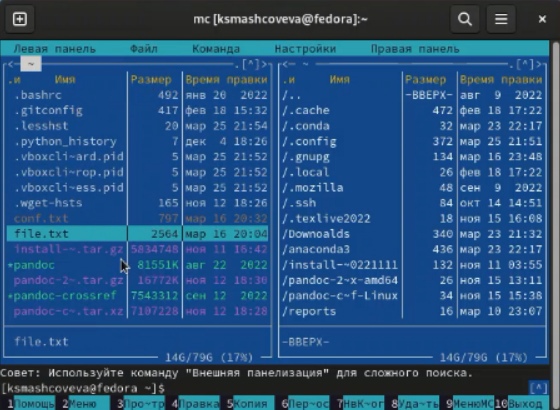 mc [ksmashcoveva@fedora]:~
Левая панель Файл Команда Настройки Правая панель
<─ ~ .[^]>
.и Имя Размер Время правки
.bashrc 492 янв 20 2022
.gitconfig 417 фев 18 15:32
.lesshst 20 мар 25 21:54
.python_history 7 дек 4 18:26
.vboxcli~ard.pid 5 мар 25 21:52
.vboxcli~rop.pid 5 мар 25 21:52
.vboxcli~ess.pid 5 мар 25 21:52
.wget-hsts 165 ноя 12 18:26
conf.txt 797 мар 16 20:32
file.txt 2564 мар 16 20:04
install-~.tar.gz 5834748 ноя 11 16:42
*pandoc 81551K авг 22 2022
pandoc-2~.tar.gz 16772K ноя 12 18:30
*pandoc-crossref 7543312 сен 12 2022
pandoc-c~.tar.xz 7107228 ноя 12 18:28
file.txt
14G/79G (17%)
<─ ~ .[^]>
.и Имя Размер Время правки
/.. -ВВЕРХ- авг 9 2022
/.cache 472 фев 18 17:22
/.conda 32 мар 23 22:17
/.config 372 мар 25 21:51
/.gnupg 134 мар 16 23:48
/.local 26 фев 18 17:22
/.mozilla 48 сен 9 2022
/.ssh 84 окт 14 14:51
/.texlive2022 18 ноя 15 16:08
/Downoalds 340 мар 23 22:13
/anaconda3 436 мар 23 22:17
/install-~~0221111 132 ноя 11 03:55
/pandoc-2~x-amd64 26 ноя 15 13:11
/pandoc-c~f-Linux 34 ноя 15 15:38
/reports 16 мар 10 23:07
-ВВЕРХ-
14G/79G (17%)
Совет: Используйте команду "Внешняя панелизация" для сложного поиска.
[ksmashcoveva@fedora ~]$ [^]
1Помощь 2Меню 3Про~тр 4Правка 5Копия 6Пер~ос 7НвК~ог 8Уда~ть 9МенюMC 10Выход